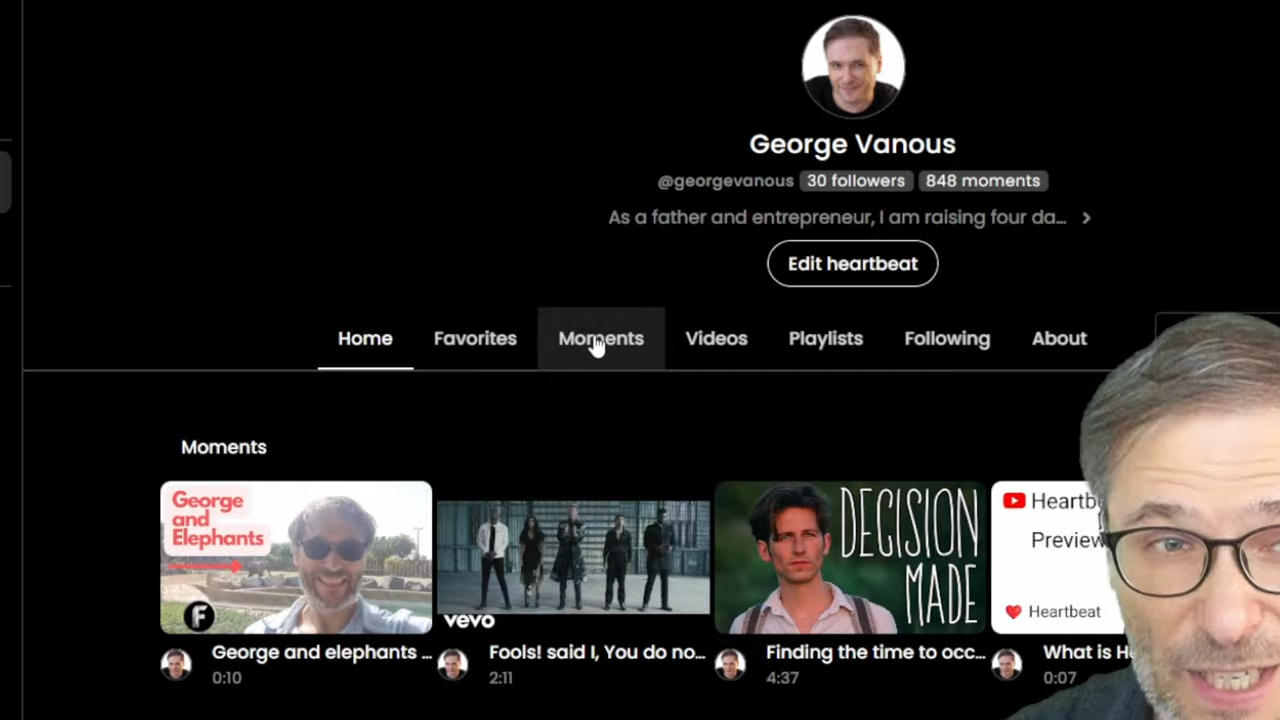 George Vanous
@georgevanous 30 followers 848 moments
As a father and entrepreneur, I am raising four da...
Edit heartbeat
Home Favorites Moments Videos Playlists Following About
Moments
George
and
Elephants
F
vevo
DECISION
MADE
Heartb
Preview
Heartbeat
George and elephants ...
0:10
Fools! said I, You do no...
2:11
Finding the time to occ...
4:37
What is H
0:07